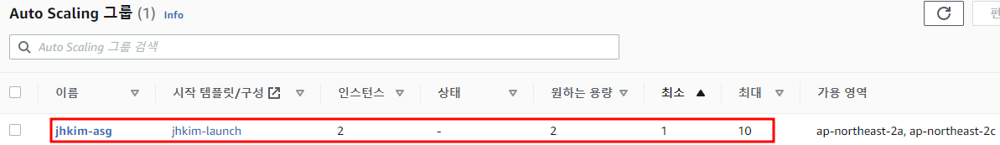 Auto Scaling 그룹 (1) Info
편
Auto Scaling 그룹 검색
이름 시작 템플릿/구성 인스턴스 상태 원하는 용량 최소 최대 가용 영역
jhkim-asg jhkim-launch 2 - 2 1 10 ap-northeast-2a, ap-northeast-2c